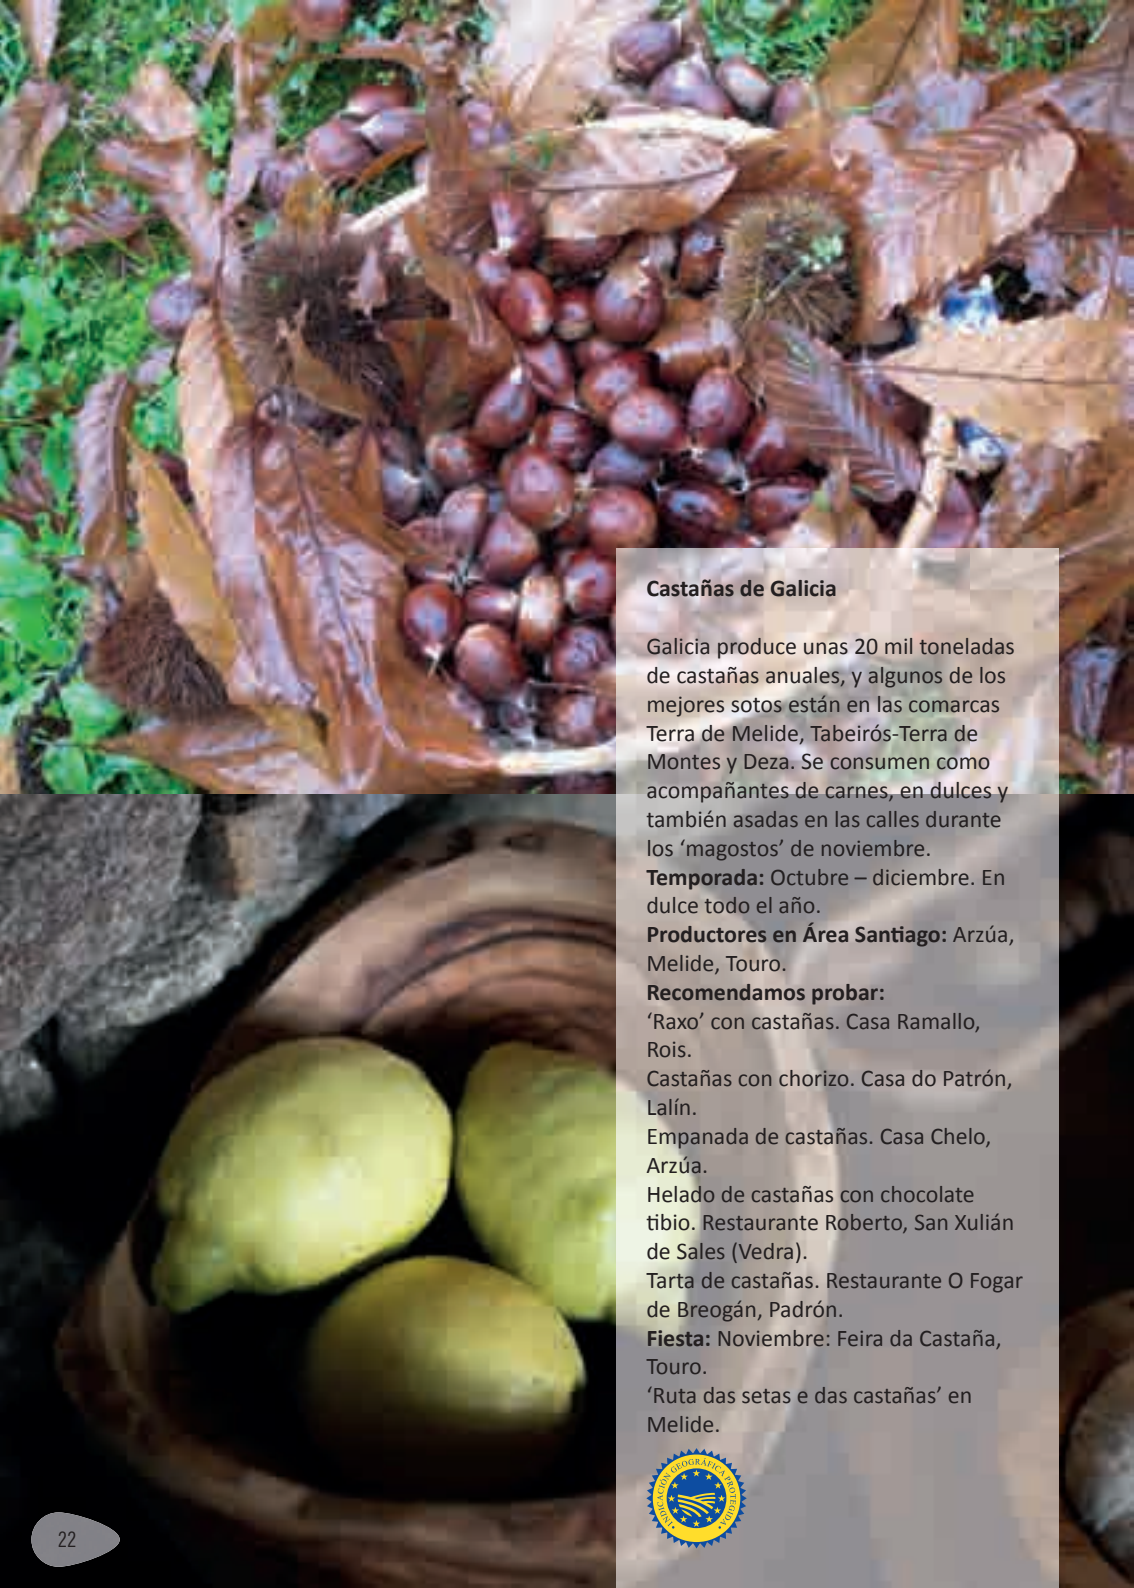 Castañas de Galicia
Galicia produce unas 20 mil toneladas
de castañas anuales, y algunos de los
mejores sotos están en las comarcas
Terra de Melide, Tabeirós-Terra de
Montes y Deza. Se consumen como
acompañantes de carnes, en dulces y
también asadas en las calles durante
los ‘magostos’ de noviembre.
Temporada: Octubre – diciembre. En
dulce todo el año.
Productores en Área Santiago: Arzúa,
Melide, Touro.
Recomendamos probar:
‘Raxo’ con castañas. Casa Ramallo,
Rois.
Castañas con chorizo. Casa do Patrón,
Lalín.
Empanada de castañas. Casa Chelo,
Arzúa.
Helado de castañas con chocolate
tibio. Restaurante Roberto, San Xulián
de Sales (Vedra).
Tarta de castañas. Restaurante O Fogar
de Breogán, Padrón.
Fiesta: Noviembre: Feira da Castaña,
Touro.
‘Ruta das setas e das castañas’ en
Melide.
INDICACIÓN GEOGRÁFICA PROTEGIDA
22